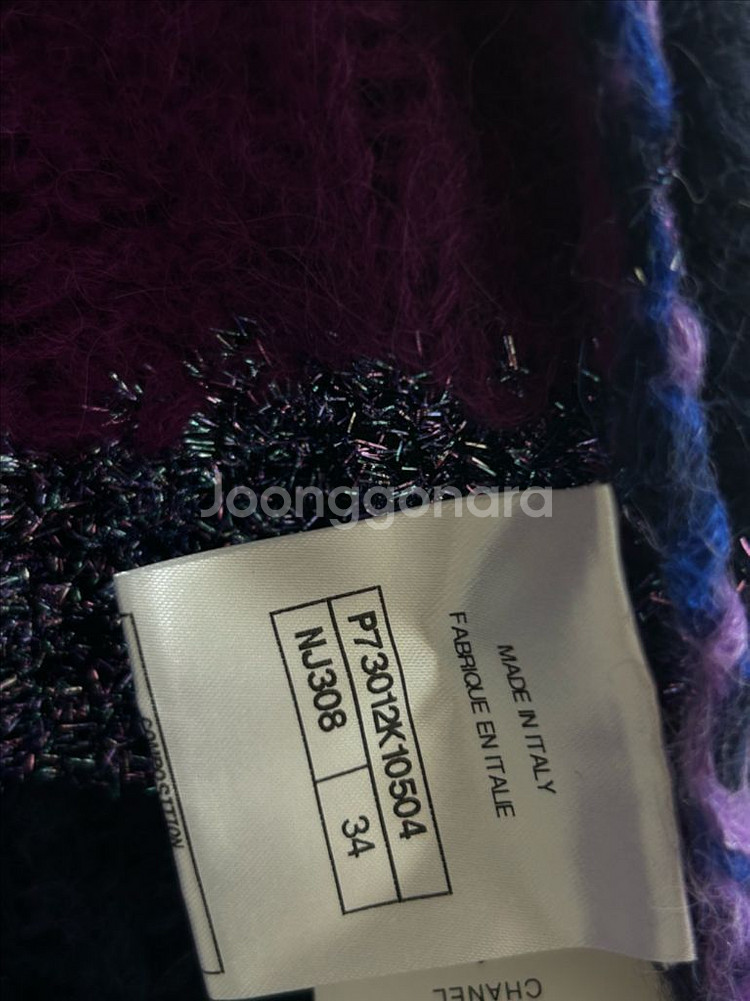 Joonggonara
MADE IN ITALY
FABRIQUE EN ITALIE
P73012K10504
NJ308 34
COMPOSITION
CHANEL